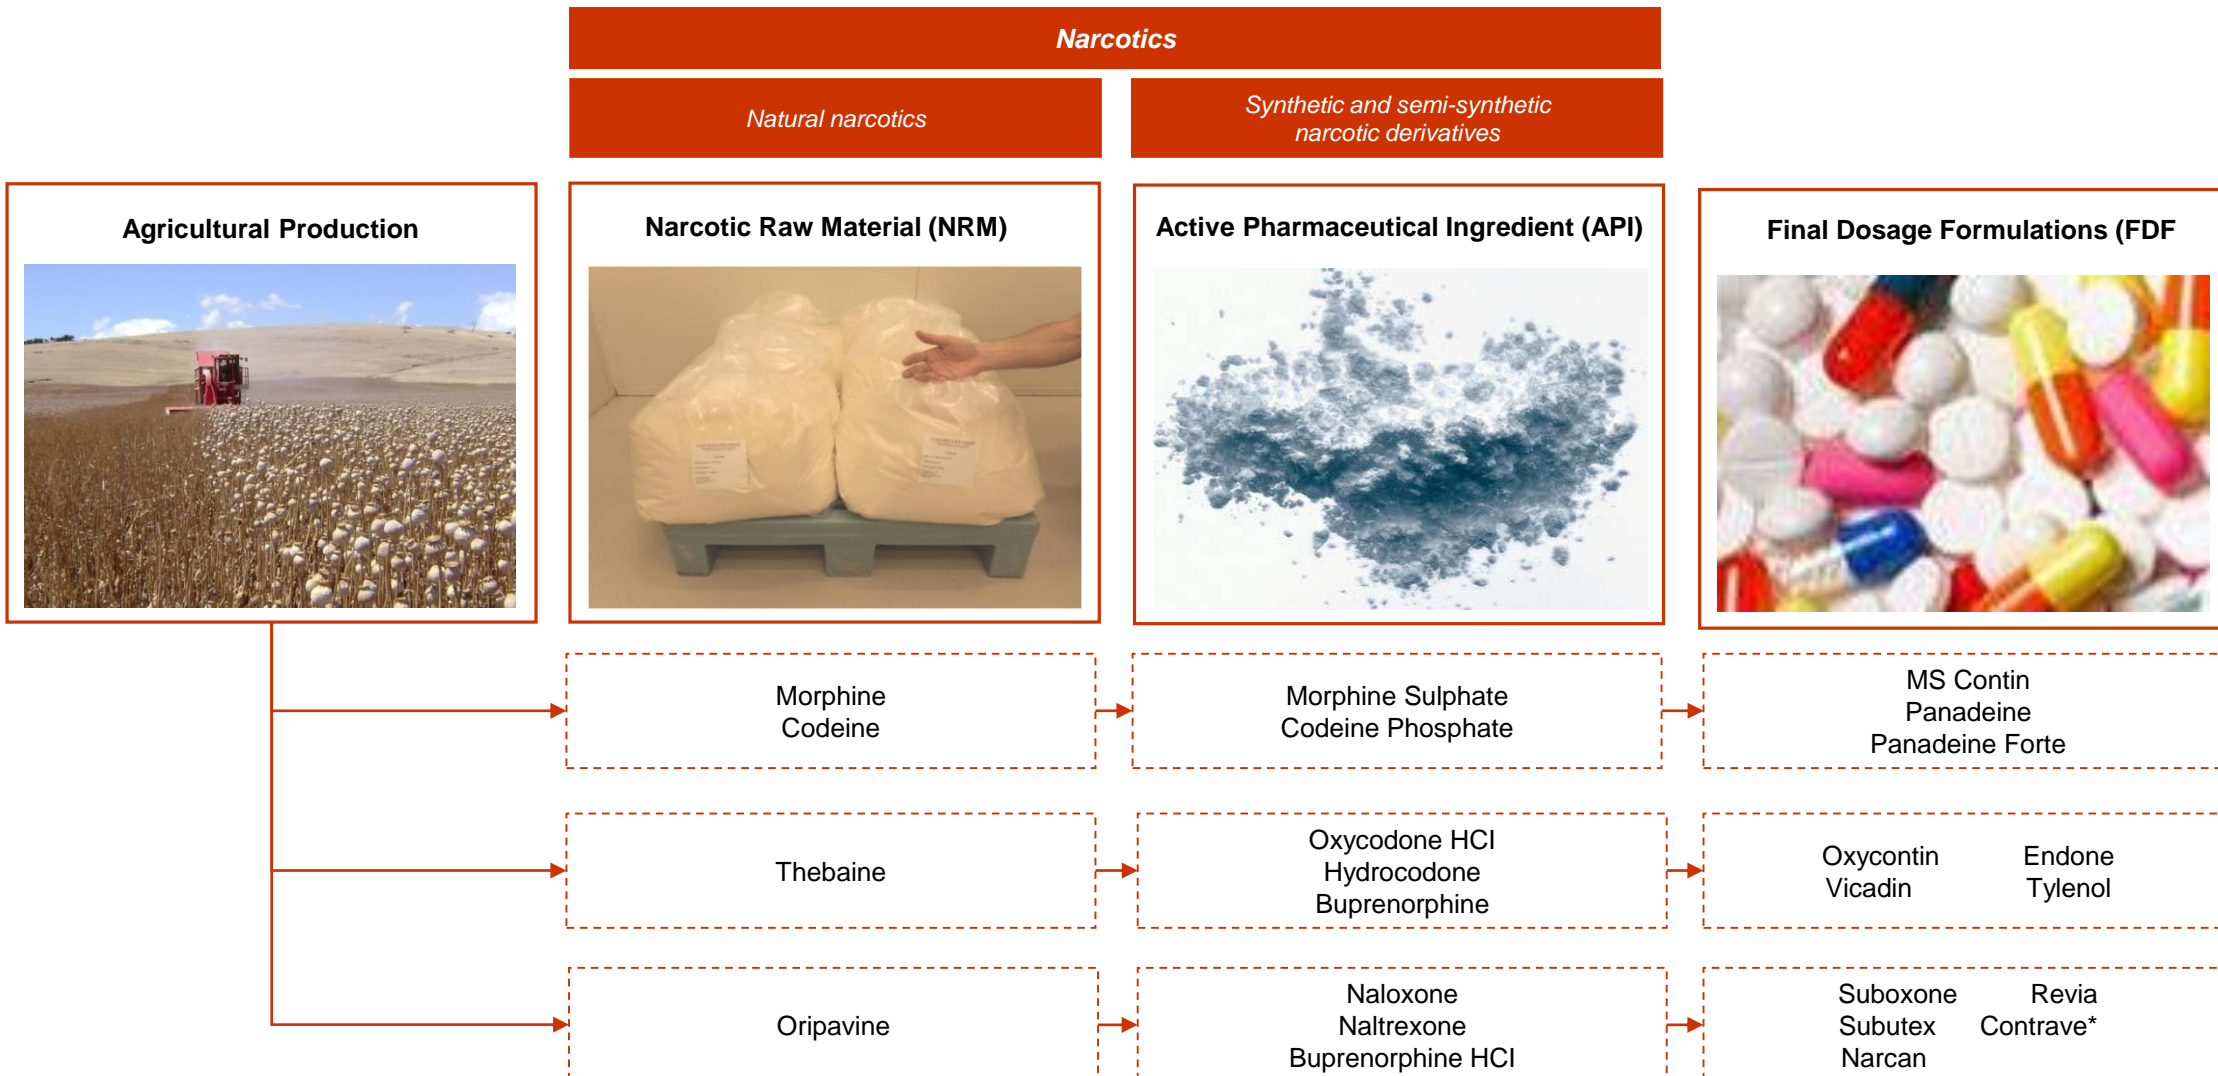 Narcotics
Natural narcotics
Synthetic and semi-synthetic
narcotic derivatives
Agricultural Production
Narcotic Raw Material (NRM)
Active Pharmaceutical Ingredient (API)
Final Dosage Formulations (FDF
Morphine
Codeine
Morphine Sulphate
Codeine Phosphate
MS Contin
Panadeine
Panadeine Forte
Thebaine
Oxycodone HCI
Hydrocodone
Buprenorphine
Oxycontin Endone
Vicadin Tylenol
Oripavine
Naloxone
Naltrexone
Buprenorphine HCI
Suboxone Revia
Subutex Contrave*
Narcan